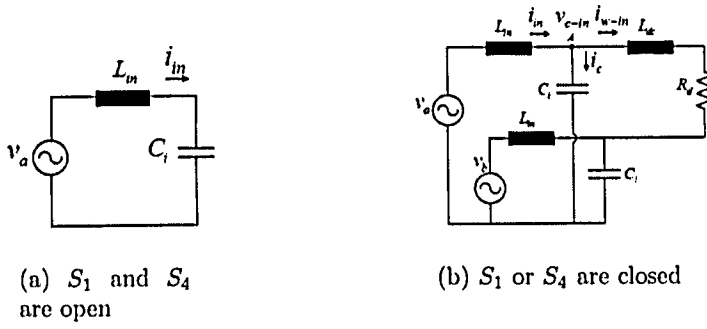 L_in i_in
v_a
C_i
(a) S_1 and S_4
are open
L_in i_in v_c-in i_w-in L_dc
i_c
C_i
R_d
v_a
L_in
v_b
C_i
(b) S_1 or S_4 are closed